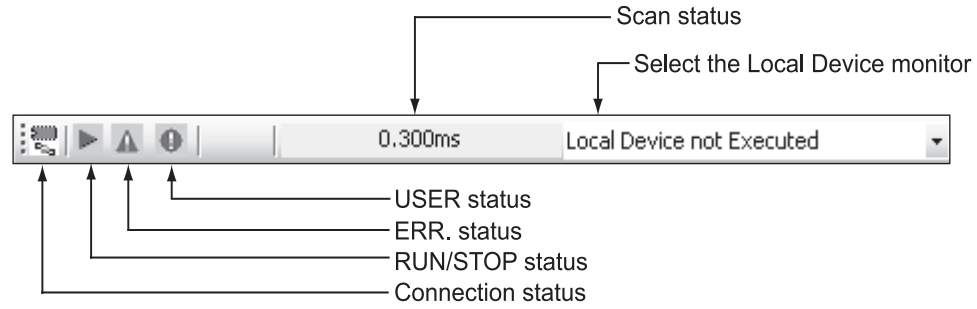 Scan status
Select the Local Device monitor
0.300ms
Local Device not Executed
USER status
ERR. status
RUN/STOP status
Connection status